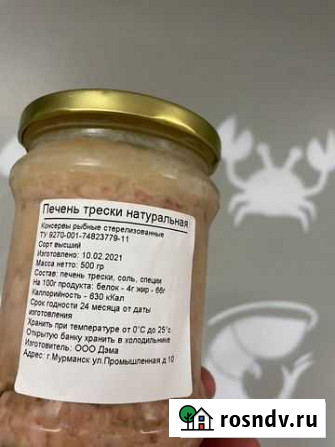 Печень трески натуральная
Консервы рыбные стерелизованные
ТУ 9270-001-74823779-11
Сорт высший
Изготовлено: 10.02.2021
Масса нетто: 500 гр
Состав: печень трески, соль, специи
На 100г продукта: белок - 4г жир - 66г
Каллорийность - 630 кКал
Срок годности 24 месяца от даты
изготовления
Хранить при температуре от 0°С до 25°с
Открытую банку хранить в холодильнике
Изготовитель: ООО Дэма
Адрес: г.Мурманск ул.Промышленная д 10
rosndv.ru